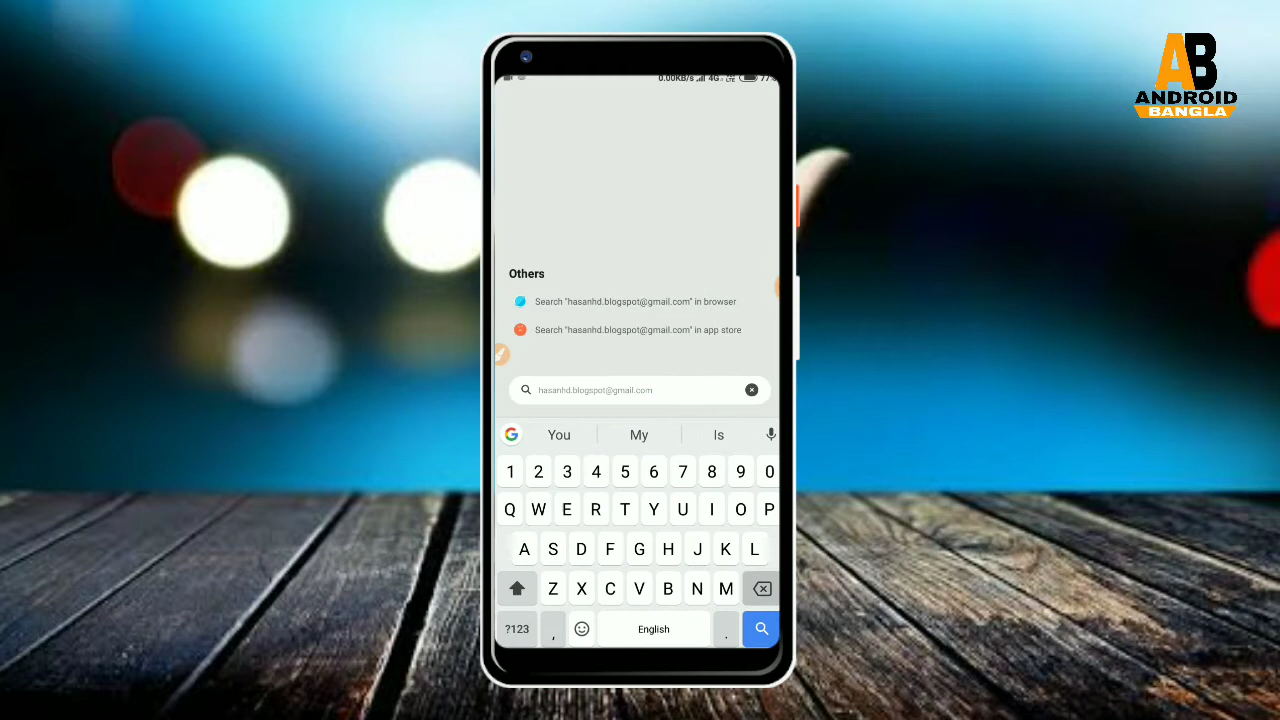 AB
ANDROID
BANGLA
0.00KB/s 4G LTE 77
Others
Search "hasanhd.blogspot@gmail.com" in browser
Search "hasanhd.blogspot@gmail.com" in app store
hasanhd.blogspot@gmail.com
G You My Is
1 2 3 4 5 6 7 8 9 0
Q W E R T Y U I O P
A S D F G H J K L
Z X C V B N M
?123 , English .